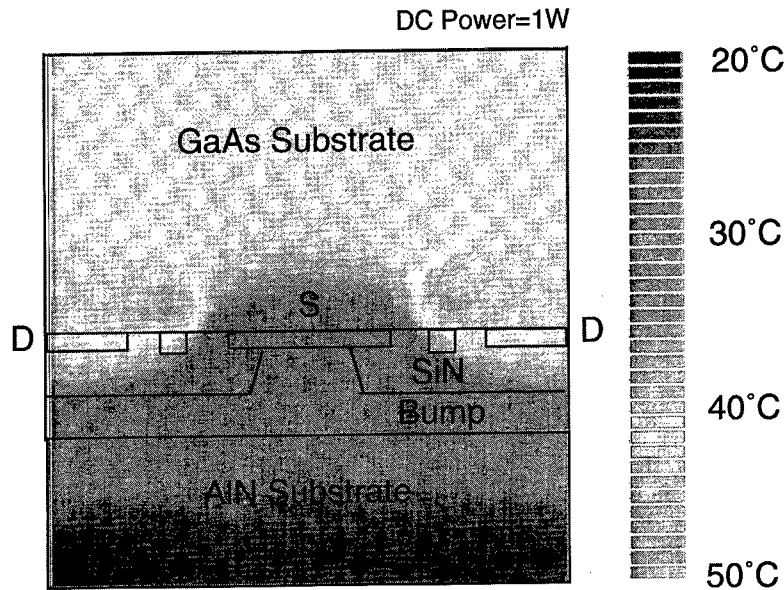 DC Power=1W
20°C
GaAs Substrate
30°C
S
D
D
SiN
40°C
Bump
AlN Substrate
50°C